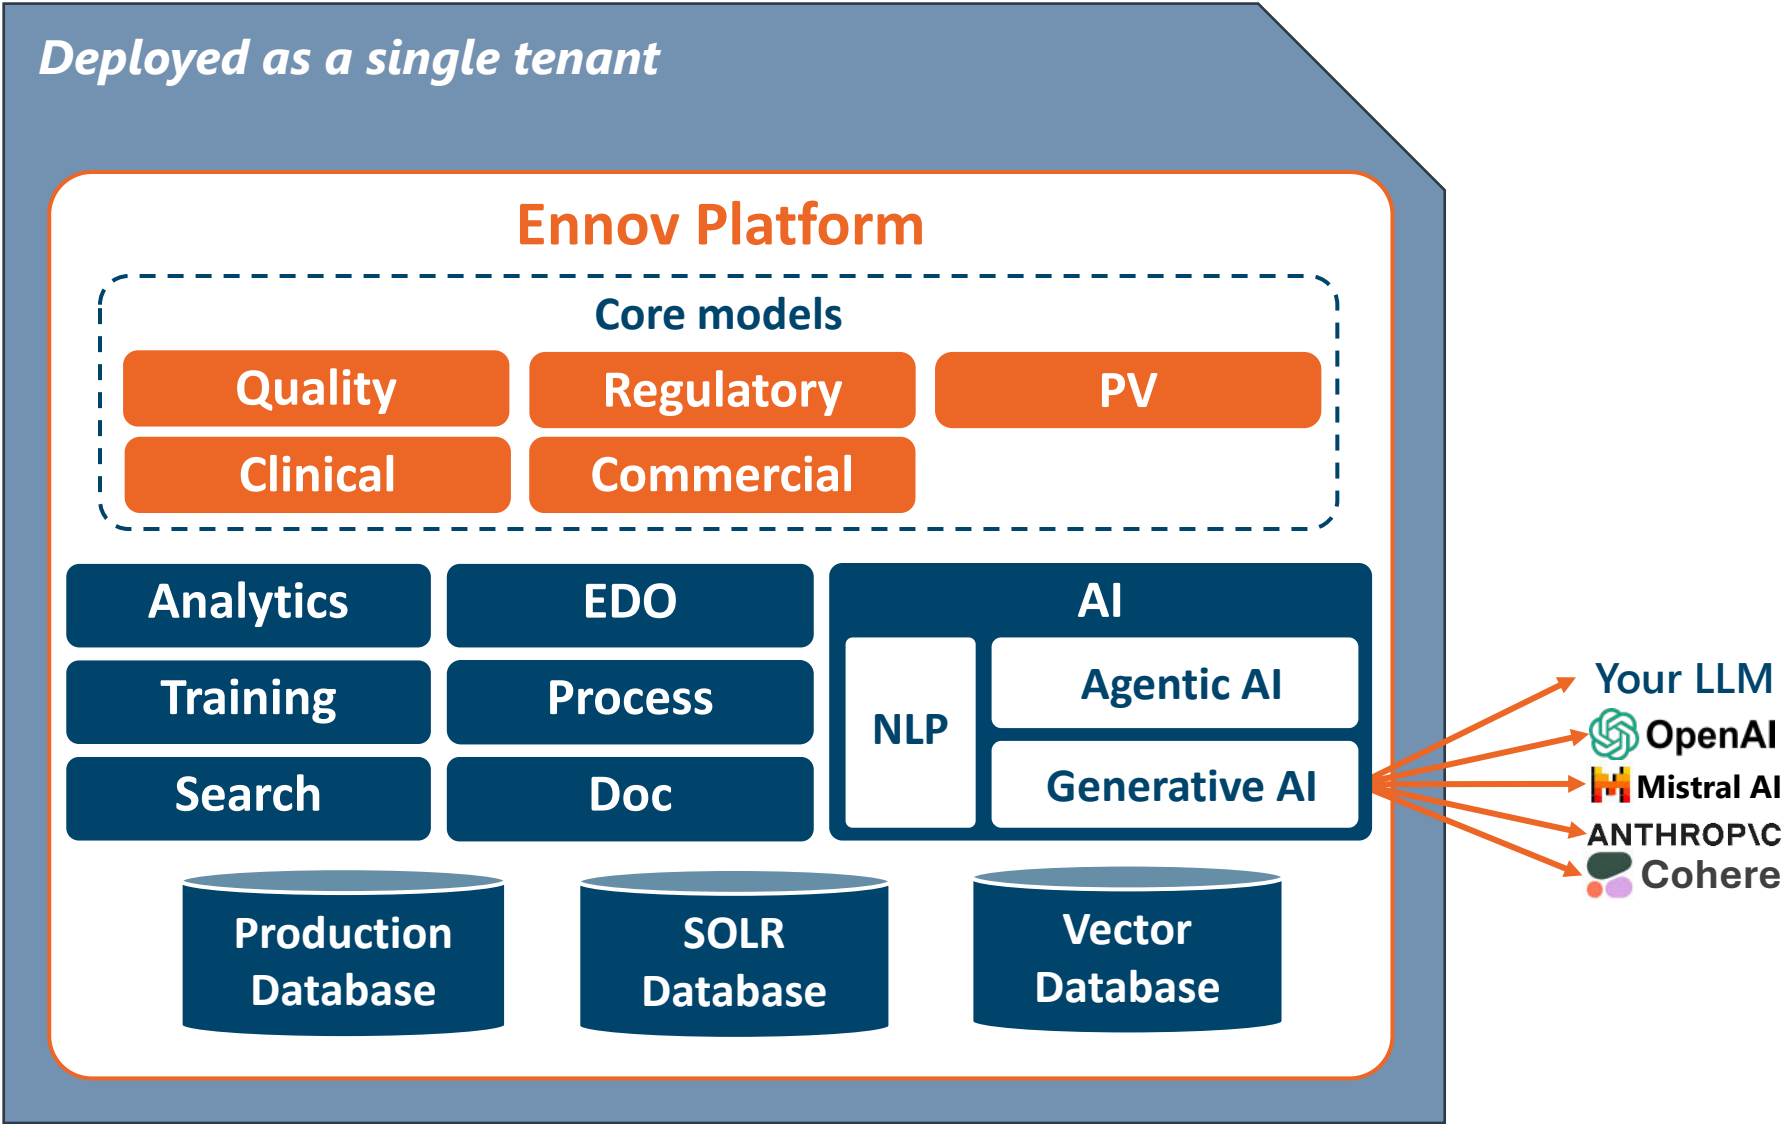 Deployed as a single tenant
Ennov Platform
Core models
Quality
Regulatory
PV
Clinical
Commercial
Analytics
EDO
AI
Training
Process
NLP
Agentic AI
Search
Doc
Generative AI
Your LLM
OpenAI
Mistral AI
ANTHROP\C
Cohere
Production
Database
SOLR
Database
Vector
Database